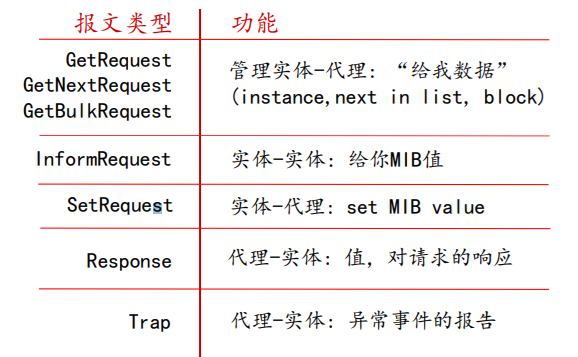 报文类型 功能
GetRequest
GetNextRequest
GetBulkRequest
管理实体-代理：“给我数据”
(instance,next in list, block)
InformRequest 实体-实体：给你MIB值
SetRequest 实体-代理：set MIB value
Response 代理-实体：值，对请求的响应
Trap 代理-实体：异常事件的报告